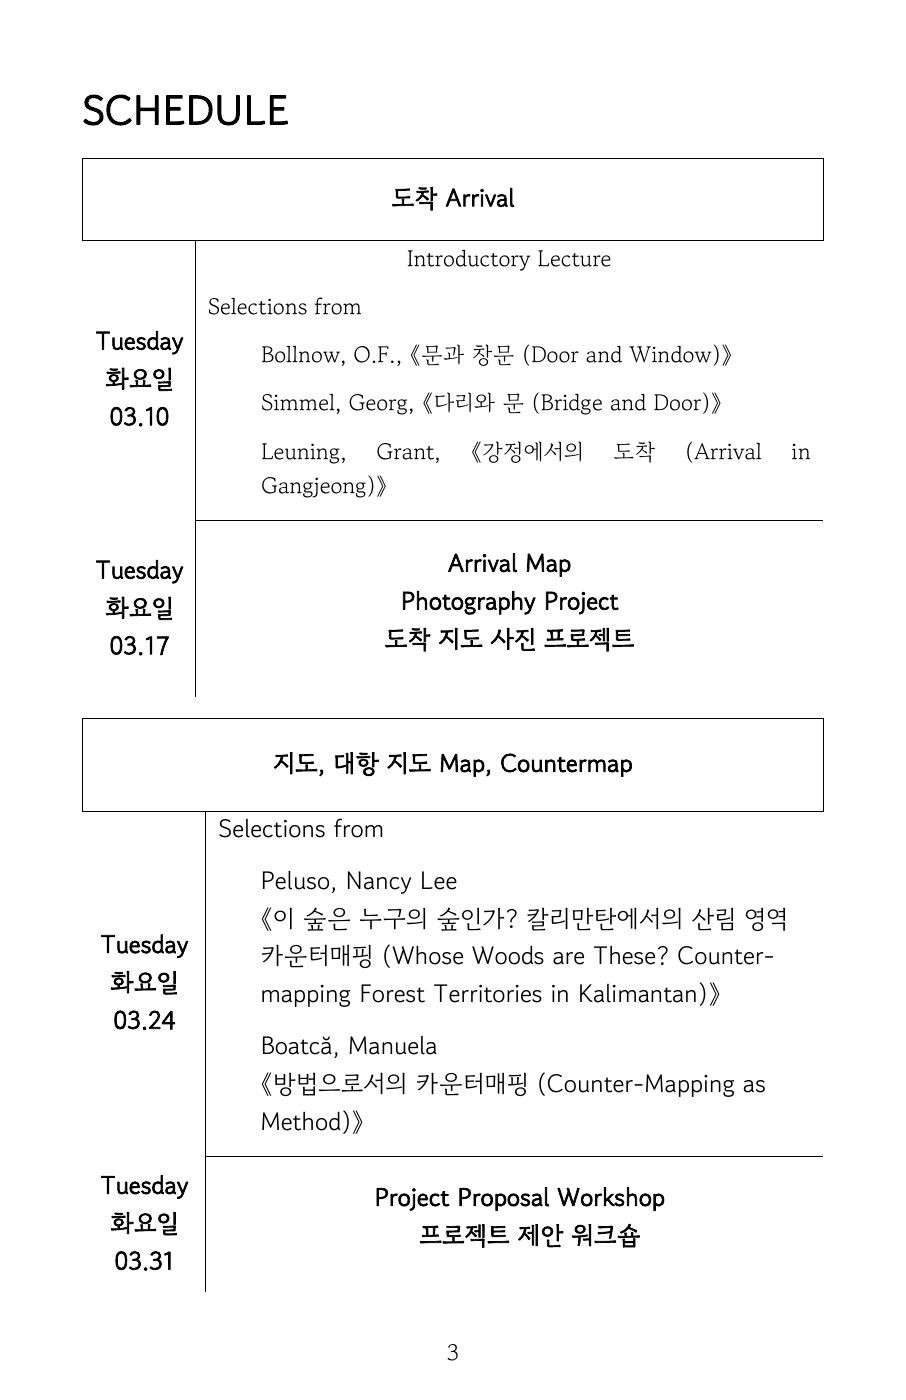 SCHEDULE
도착 Arrival
Tuesday
화요일
03.10
Introductory Lecture
Selections from
Bollnow, O.F., 《문과 창문 (Door and Window)》
Simmel, Georg, 《다리와 문 (Bridge and Door)》
Leuning, Grant, 《강정에서의 도착 (Arrival in
Gangjeong)》
Tuesday
화요일
03.17
Arrival Map
Photography Project
도착 지도 사진 프로젝트
지도, 대항 지도 Map, Countermap
Tuesday
화요일
03.24
Selections from
Peluso, Nancy Lee
《이 숲은 누구의 숲인가? 칼리만탄에서의 산림 영역
카운터매핑 (Whose Woods are These? Counter-
mapping Forest Territories in Kalimantan)》
Boatcă, Manuela
《방법으로서의 카운터매핑 (Counter-Mapping as
Method)》
Tuesday
화요일
03.31
Project Proposal Workshop
프로젝트 제안 워크숍
3